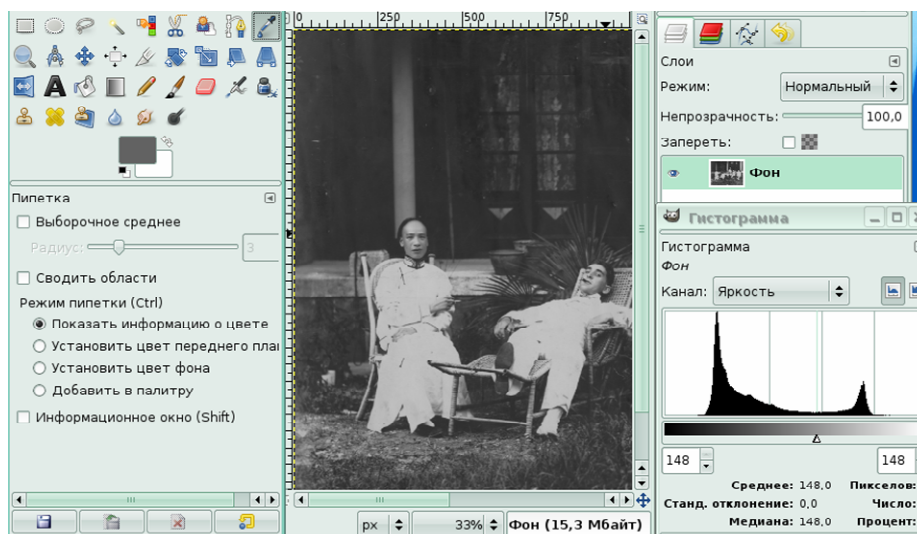 0 250 500 750
Пипетка
Выборочное среднее
Радиус: 3
Сводить области
Режим пипетки (Ctrl)
Показать информацию о цвете
Установить цвет переднего пла
Установить цвет фона
Добавить в палитру
Информационное окно (Shift)
px 33% Фон (15,3 Мбайт)
Слои
Режим: Нормальный
Непрозрачность: 100,0
Запереть:
Фон
Гистограмма
Гистограмма
Фон
Канал: Яркость
148 148
Среднее: 148,0 Пикселов:
Станд. отклонение: 0,0 Число:
Медиана: 148,0 Процент: